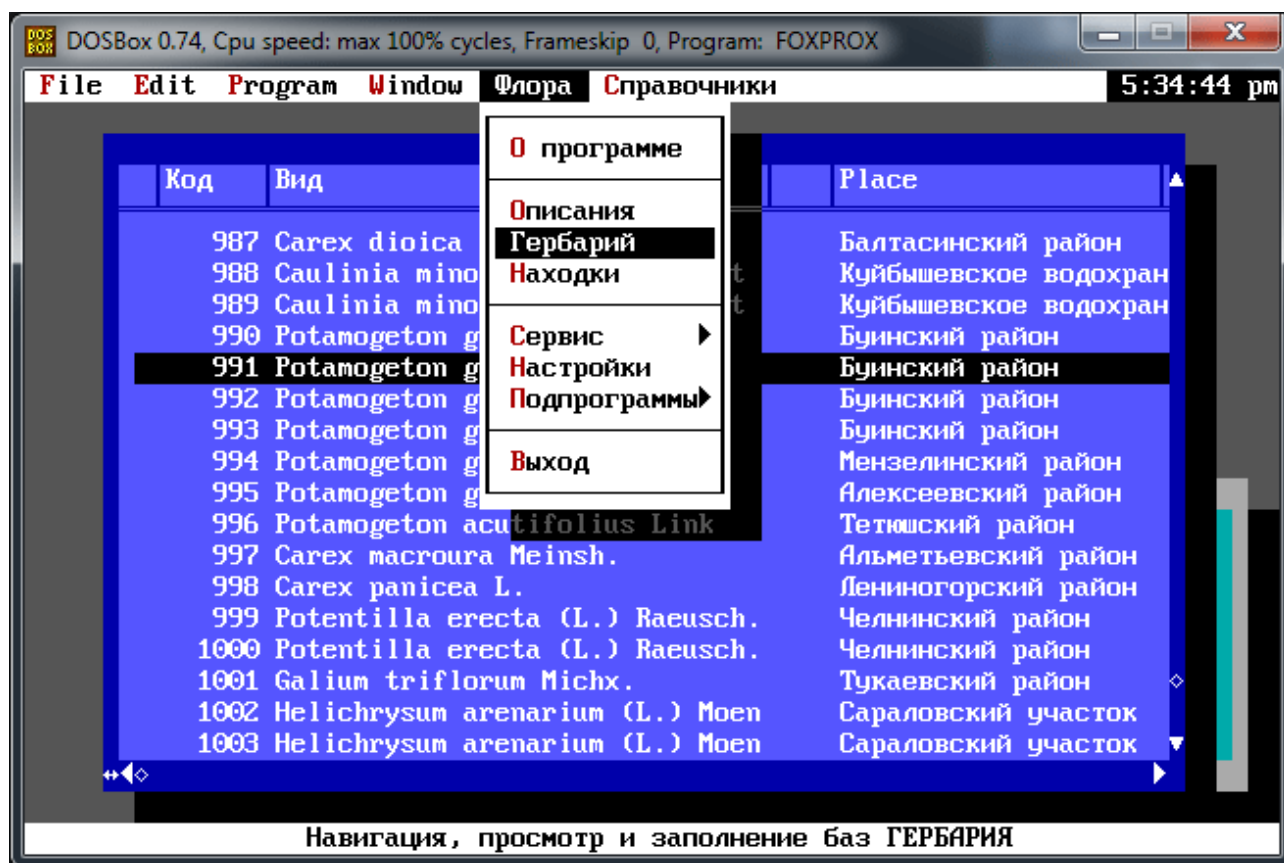 DOSBox 0.74, Cpu speed: max 100% cycles, Frameskip 0, Program: FOXPROX
File Edit Program Window Флора Справочники 5:34:44 pm
О программе
Описания
Гербарий
Находки
Сервис
Настройки
Подпрограммы
Выход
Код Вид Place
987 Carex dioica Балтасинский район
988 Caulinia mino t Куйбышевское водохран
989 Caulinia mino t Куйбышевское водохран
990 Potamogeton g Буинский район
991 Potamogeton g Буинский район
992 Potamogeton g Буинский район
993 Potamogeton g Буинский район
994 Potamogeton g Мензелинский район
995 Potamogeton g Алексеевский район
996 Potamogeton acutifolius Link Тетюшский район
997 Carex macroura Meinsh. Альметьевский район
998 Carex panicea L. Лениногорский район
999 Potentilla erecta (L.) Raeusch. Челнинский район
1000 Potentilla erecta (L.) Raeusch. Челнинский район
1001 Galium triflorum Michx. Тукаевский район
1002 Helichrysum arenarium (L.) Moen Сараловский участок
1003 Helichrysum arenarium (L.) Moen Сараловский участок
Навигация, просмотр и заполнение баз ГЕРБАРИЯ